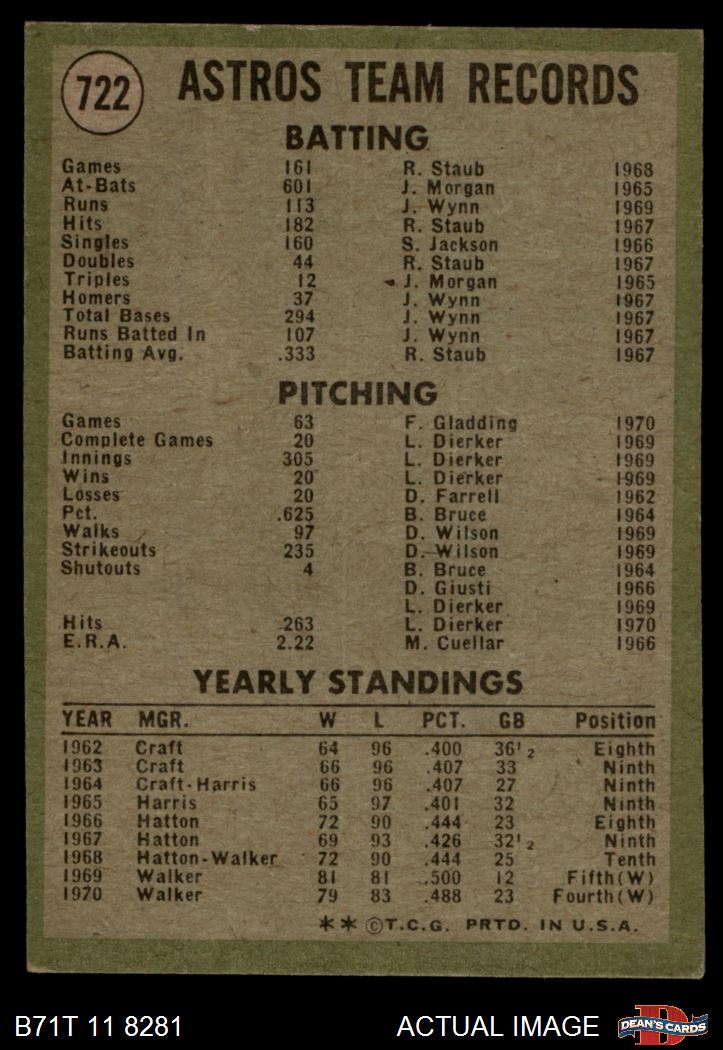 722 ASTROS TEAM RECORDS
BATTING
Games 161 R. Staub 1968
At-Bats 601 J. Morgan 1965
Runs 113 J. Wynn 1969
Hits 182 R. Staub 1967
Singles 160 S. Jackson 1966
Doubles 44 R. Staub 1967
Triples 12 J. Morgan 1965
Homers 37 J. Wynn 1967
Total Bases 294 J. Wynn 1967
Runs Batted In 107 J. Wynn 1967
Batting Avg. .333 R. Staub 1967
PITCHING
Games 63 F. Gladding 1970
Complete Games 20 L. Dierker 1969
Innings 305 L. Dierker 1969
Wins 20 L. Dierker 1969
Losses 20 D. Farrell 1962
Pct. .625 B. Bruce 1964
Walks 97 D. Wilson 1969
Strikeouts 235 D. Wilson 1969
Shutouts 4 B. Bruce 1964
D. Giusti 1966
L. Dierker 1969
Hits 263 L. Dierker 1970
E.R.A. 2.22 M. Cuellar 1966
YEARLY STANDINGS
YEAR MGR. W L PCT. GB Position
1962 Craft 64 96 .400 36½ Eighth
1963 Craft 66 96 .407 33 Ninth
1964 Craft-Harris 66 96 .407 27 Ninth
1965 Harris 65 97 .401 32 Ninth
1966 Hatton 72 90 .444 23 Eighth
1967 Hatton 69 93 .426 32½ Ninth
1968 Hatton-Walker 72 90 .444 25 Tenth
1969 Walker 81 81 .500 12 Fifth(W)
1970 Walker 79 83 .488 23 Fourth(W)
** ©T.C.G. PRTD. IN U.S.A.
B71T 11 8281 ACTUAL IMAGE DEAN'S CARDS